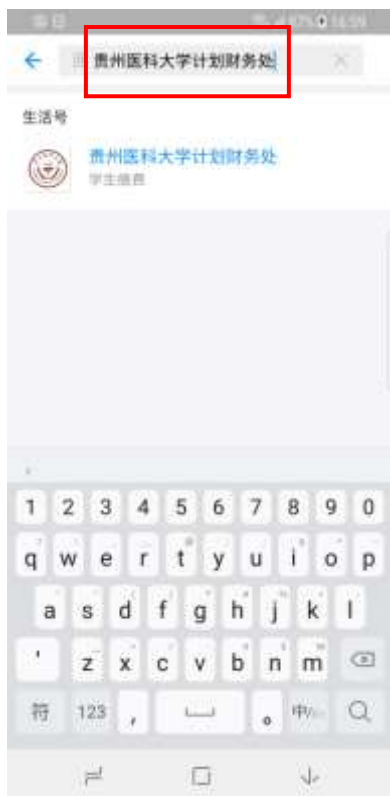 贵州医科大学计划财务处
生活号
贵州医科大学计划财务处
学生缴费
1 2 3 4 5 6 7 8 9 0
q w e r t y u i o p
a s d f g h j k l
' z x c v b n m
符 123 , 。 中/